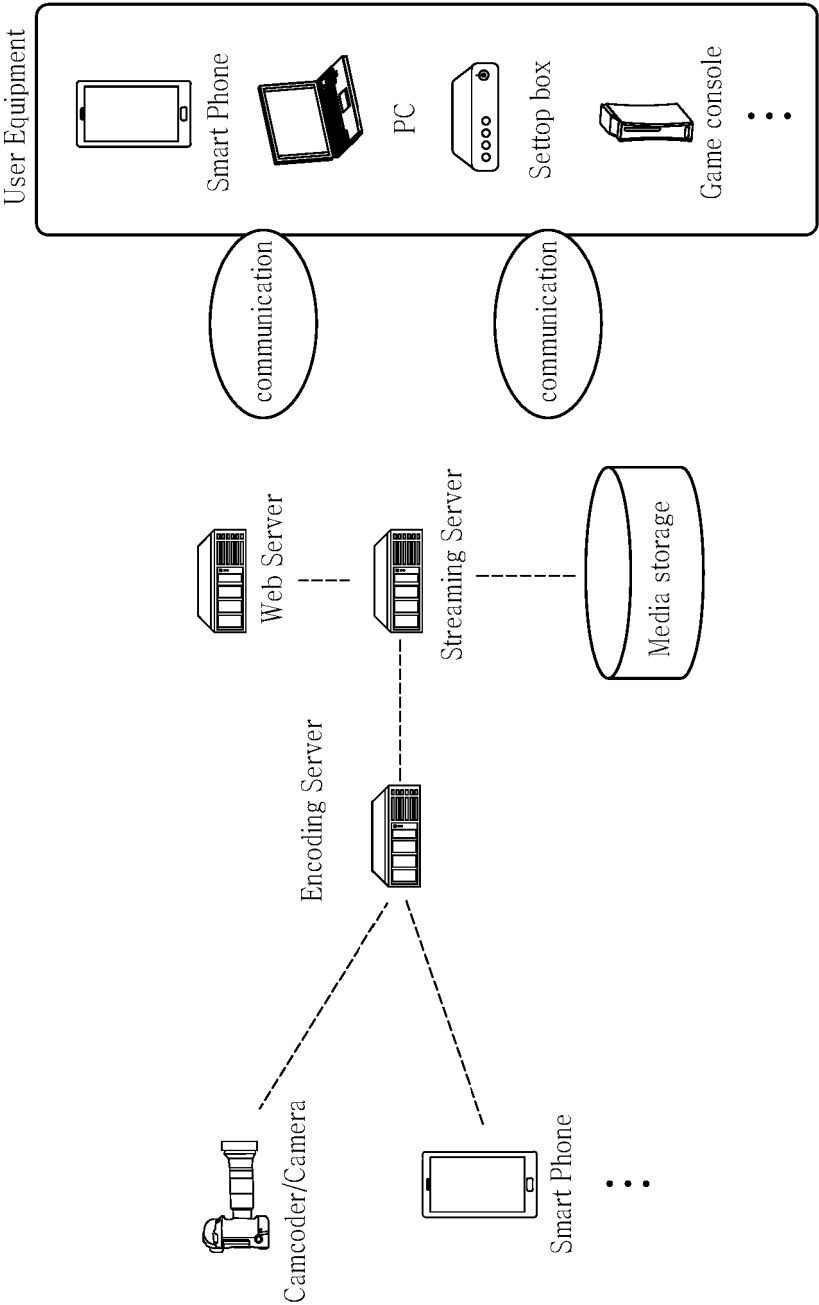 User Equipment
Smart Phone
PC
Settop box
Game console
communication
communication
Web Server
Streaming Server
Media storage
Encoding Server
Camcoder/Camera
Smart Phone